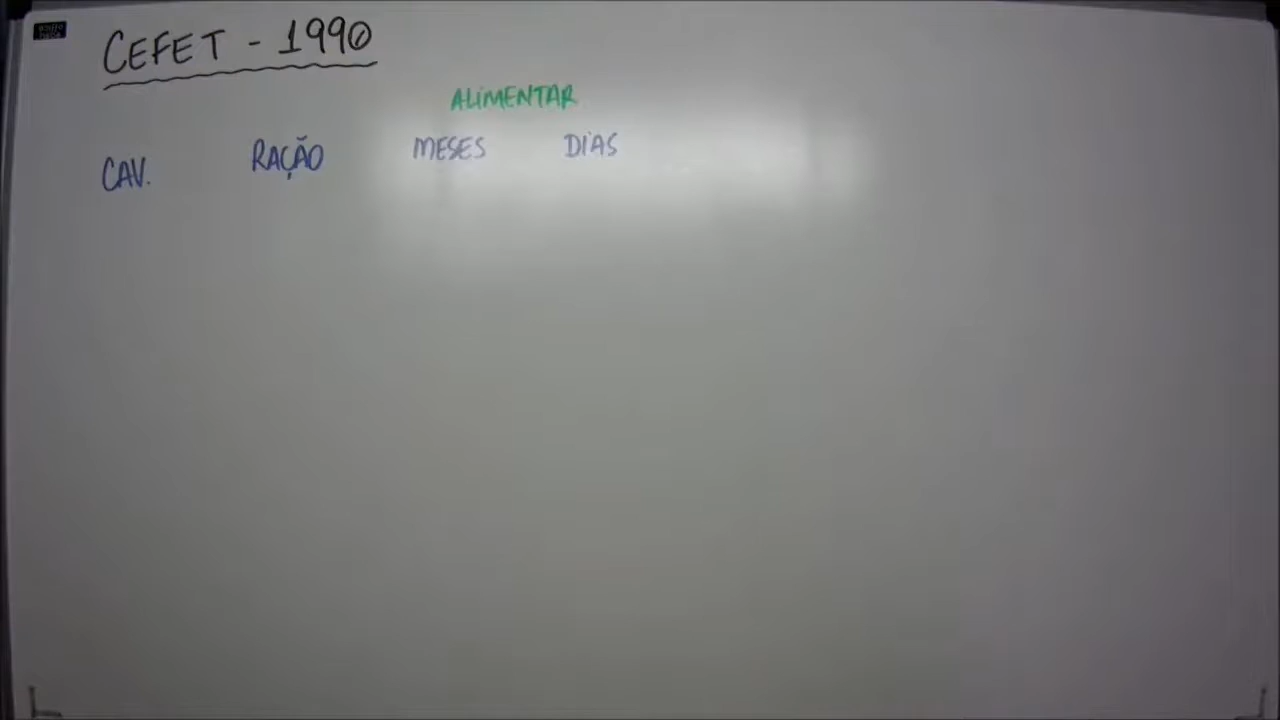 CEFET - 1990
ALIMENTAR
CAV. RAÇÃO MESES DIAS